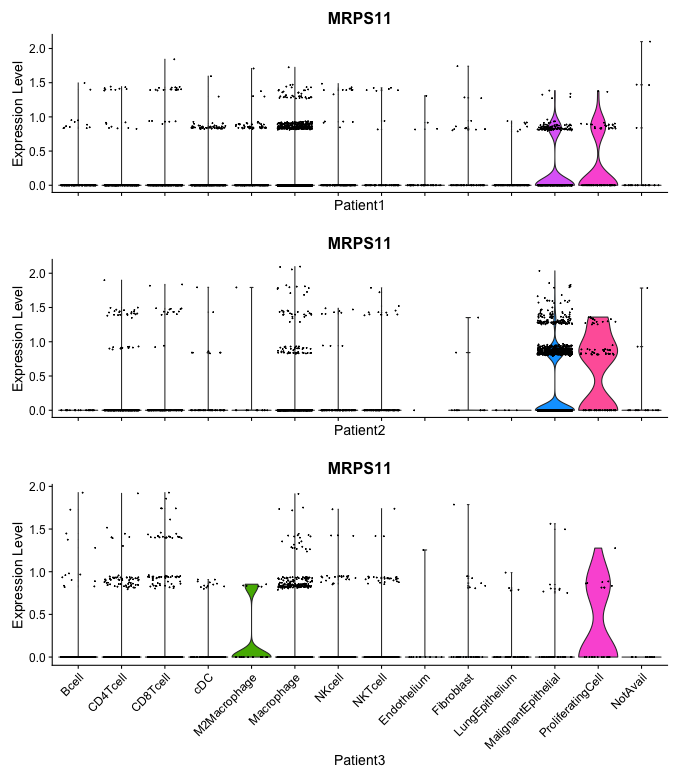 MRPS11
Expression Level
2.0
1.5
1.0
0.5
0.0
Patient1
MRPS11
Expression Level
2.0
1.5
1.0
0.5
0.0
Patient2
MRPS11
Expression Level
2.0
1.5
1.0
0.5
0.0
Bcell
CD4Tcell
CD8Tcell
cDC
M2Macrophage
Macrophage
NKcell
NKTcell
Endothelium
Fibroblast
LungEpithelium
MalignantEpithelial
ProliferatingCell
NotAvail
Patient3